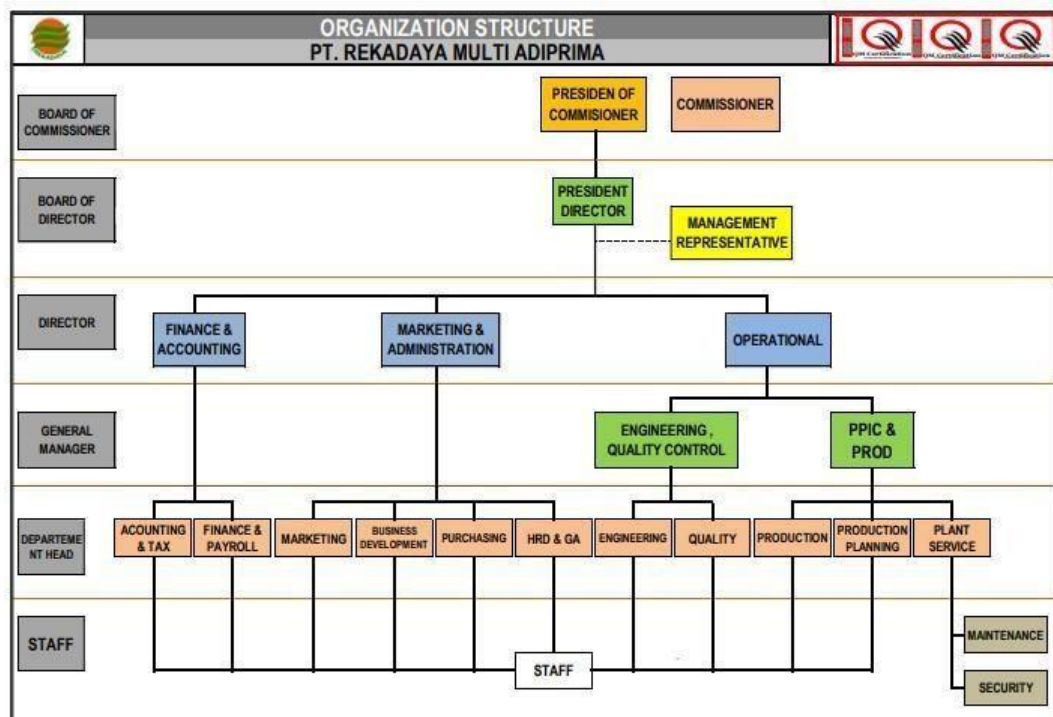 ORGANIZATION STRUCTURE
PT. REKADAYA MULTI ADIPRIMA
BOARD OF
COMMISSIONER
PRESIDEN OF
COMMISIONER
COMMISSIONER
BOARD OF
DIRECTOR
PRESIDENT
DIRECTOR
MANAGEMENT
REPRESENTATIVE
DIRECTOR
FINANCE &
ACCOUNTING
MARKETING &
ADMINISTRATION
OPERATIONAL
GENERAL
MANAGER
ENGINEERING ,
QUALITY CONTROL
PPIC &
PROD
DEPARTEME
NT HEAD
ACOUNTING
& TAX
FINANCE &
PAYROLL
MARKETING
BUSINESS
DEVELOPMENT
PURCHASING
HRD & GA
ENGINEERING
QUALITY
PRODUCTION
PRODUCTION
PLANNING
PLANT
SERVICE
STAFF
STAFF
MAINTENANCE
SECURITY